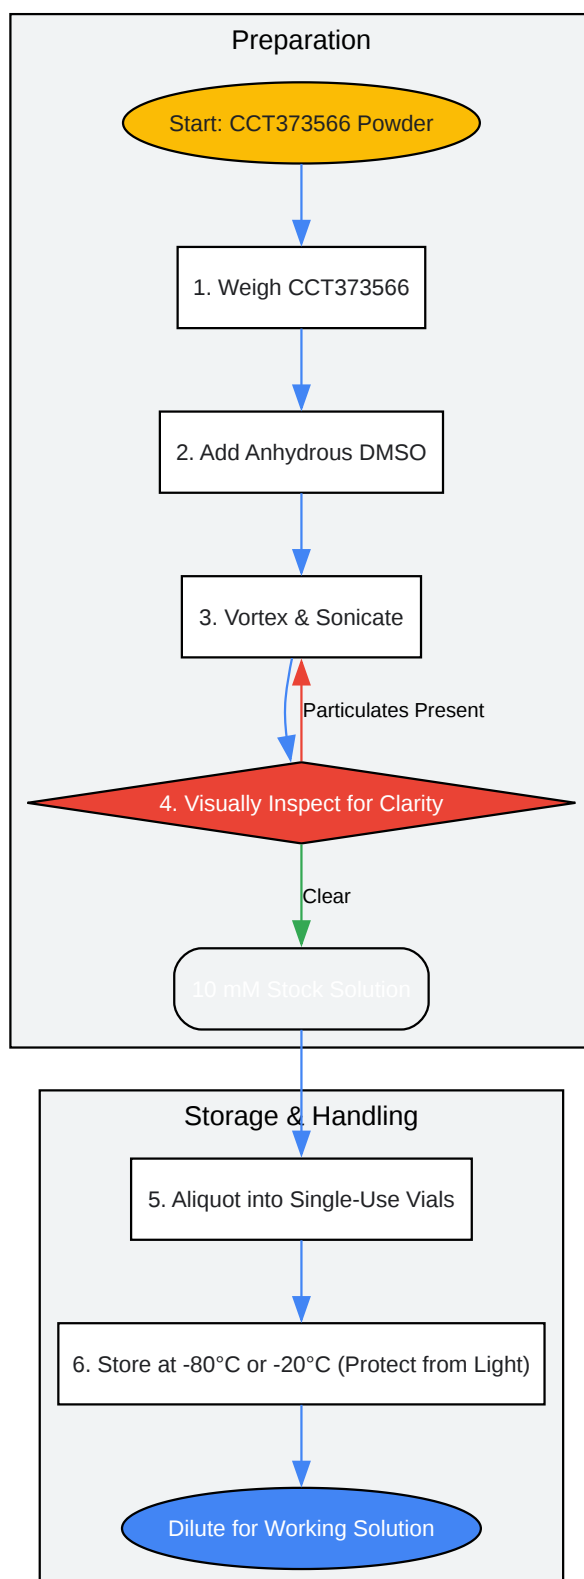 Preparation
Start: CCT373566 Powder
1. Weigh CCT373566
2. Add Anhydrous DMSO
3. Vortex & Sonicate
Particulates Present
4. Visually Inspect for Clarity
Clear
10 mM Stock Solution
Storage & Handling
5. Aliquot into Single-Use Vials
6. Store at -80°C or -20°C (Protect from Light)
Dilute for Working Solution